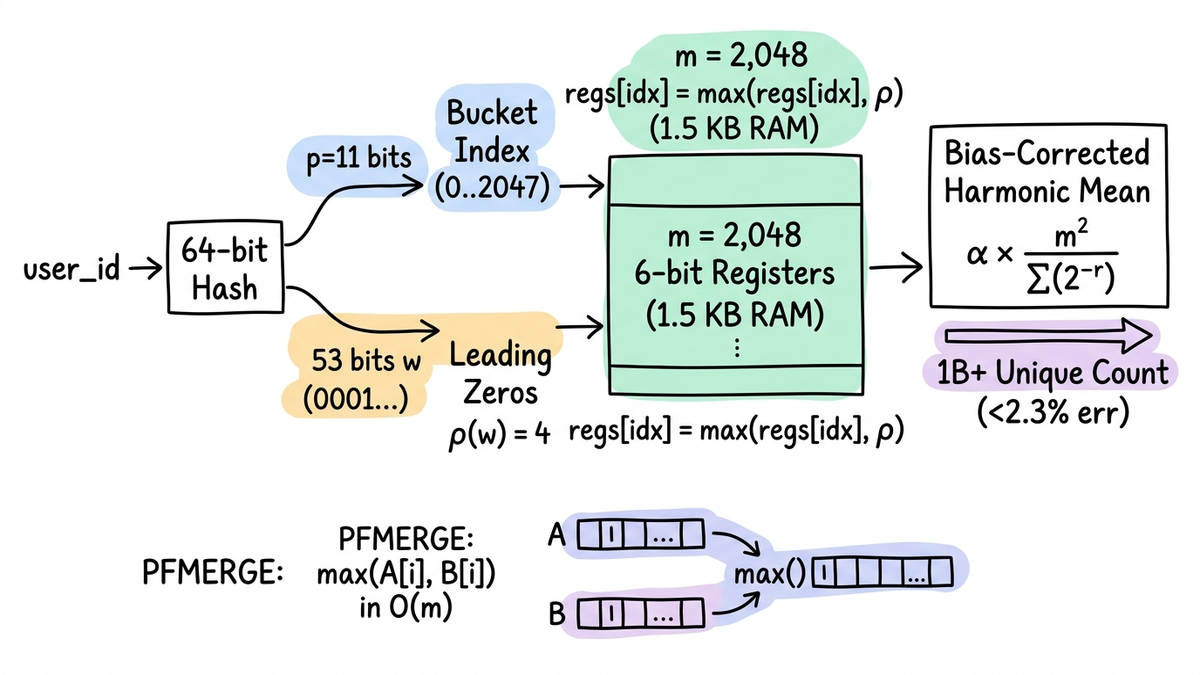 user_id
64-bit
Hash
p=11 bits
Bucket
Index
(0..2047)
53 bits w
(0001...)
Leading
Zeros
ρ(w) = 4
m = 2,048
regs[idx] = max(regs[idx], ρ)
(1.5 KB RAM)
m = 2,048
6-bit Registers
(1.5 KB RAM)
⋮
regs[idx] = max(regs[idx], ρ)
Bias-Corrected
Harmonic Mean
α × m² / Σ(2⁻ʳ)
1B+ Unique Count
(<2.3% err)
PFMERGE:
PFMERGE:
max(A[i], B[i])
in O(m)
A
...
B
...
max()
...